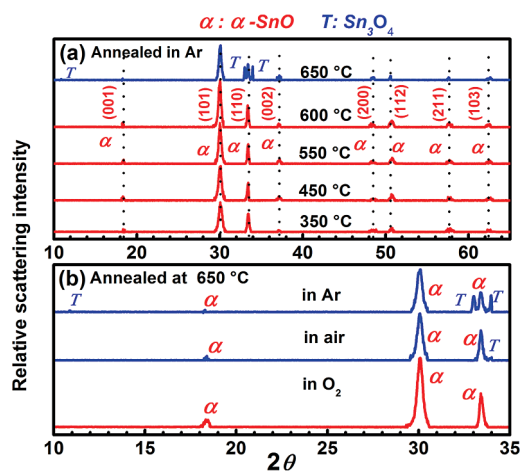 α : α-SnO T: Sn3O4
(a) Annealed in Ar
T T T 650 °C
(001) (101) (110) (002) 600 °C (200) (112) (211) (103)
α α α α 550 °C α α α α
450 °C
350 °C
10 20 30 40 50 60
(b) Annealed at 650 °C
T α α in Ar T α T
α in air α α T
α in O2 α α
10 15 20 25 30 35
2θ
Relative scattering intensity